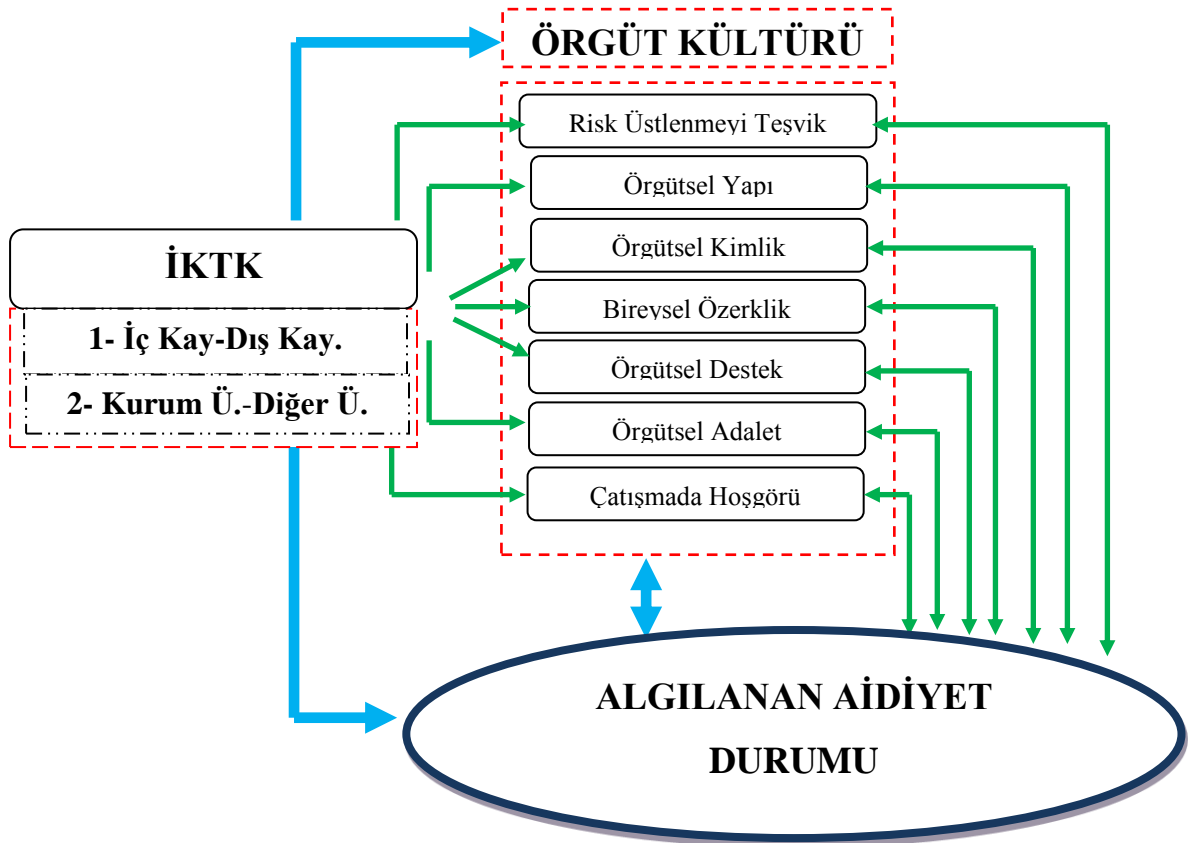 ÖRGÜT KÜLTÜRÜ
Risk Üstlenmeyi Teşvik
Örgütsel Yapı
Örgütsel Kimlik
Bireysel Özerklik
Örgütsel Destek
Örgütsel Adalet
Çatışmada Hoşgörü
İKTK
1- İç Kay-Dış Kay.
2- Kurum Ü.-Diğer Ü.
ALGILANAN AİDİYET
DURUMU